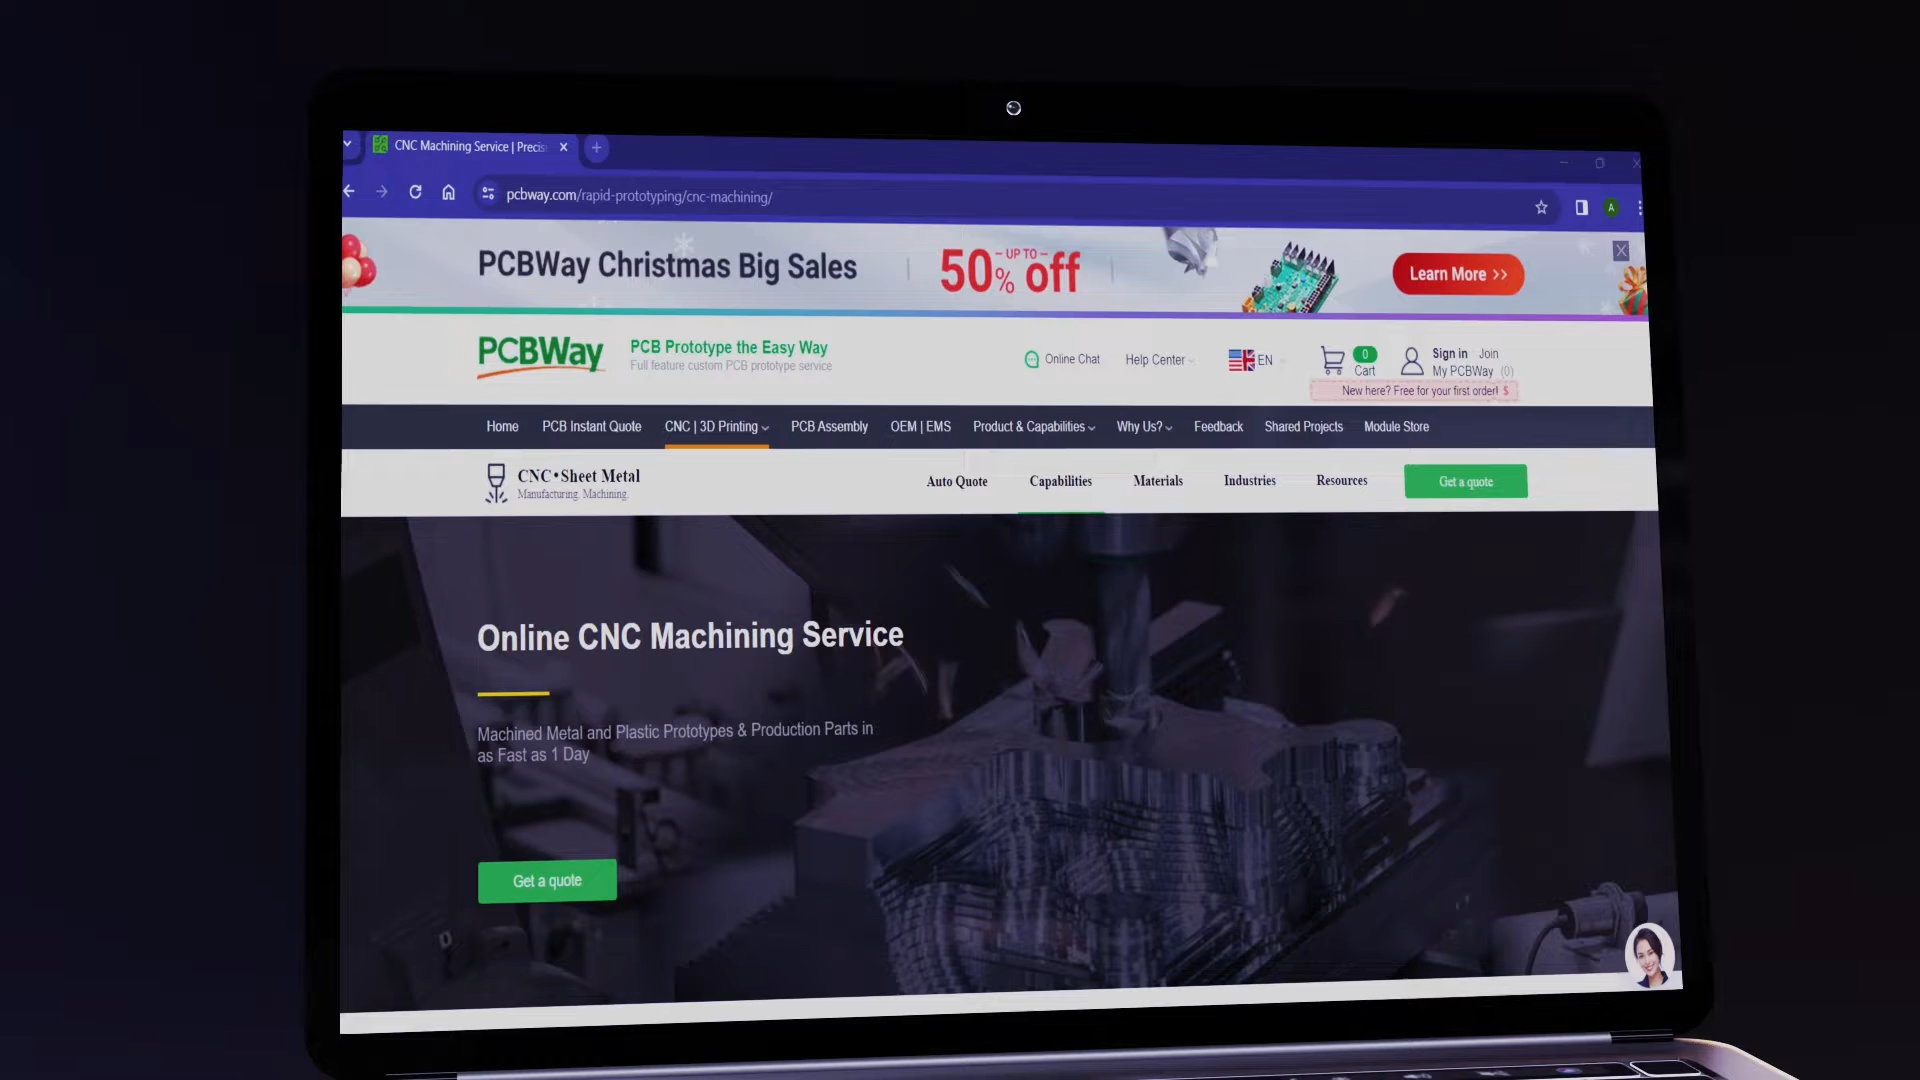 CNC Machining Service | Precis
pcbway.com/rapid-prototyping/cnc-machining/
A
PCBWay Christmas Big Sales
UP TO
50% off
Learn More >>
PCBWay
PCB Prototype the Easy Way
Full feature custom PCB prototype service
Online Chat
Help Center
EN
0
Cart
Sign in Join
My PCBWay (0)
New here? Free for your first order! $
Home PCB Instant Quote CNC | 3D Printing PCB Assembly OEM | EMS Product & Capabilities Why Us? Feedback Shared Projects Module Store
CNC•Sheet Metal
Manufacturing. Machining.
Auto Quote Capabilities Materials Industries Resources
Get a quote
Online CNC Machining Service
Machined Metal and Plastic Prototypes & Production Parts in
as Fast as 1 Day
Get a quote